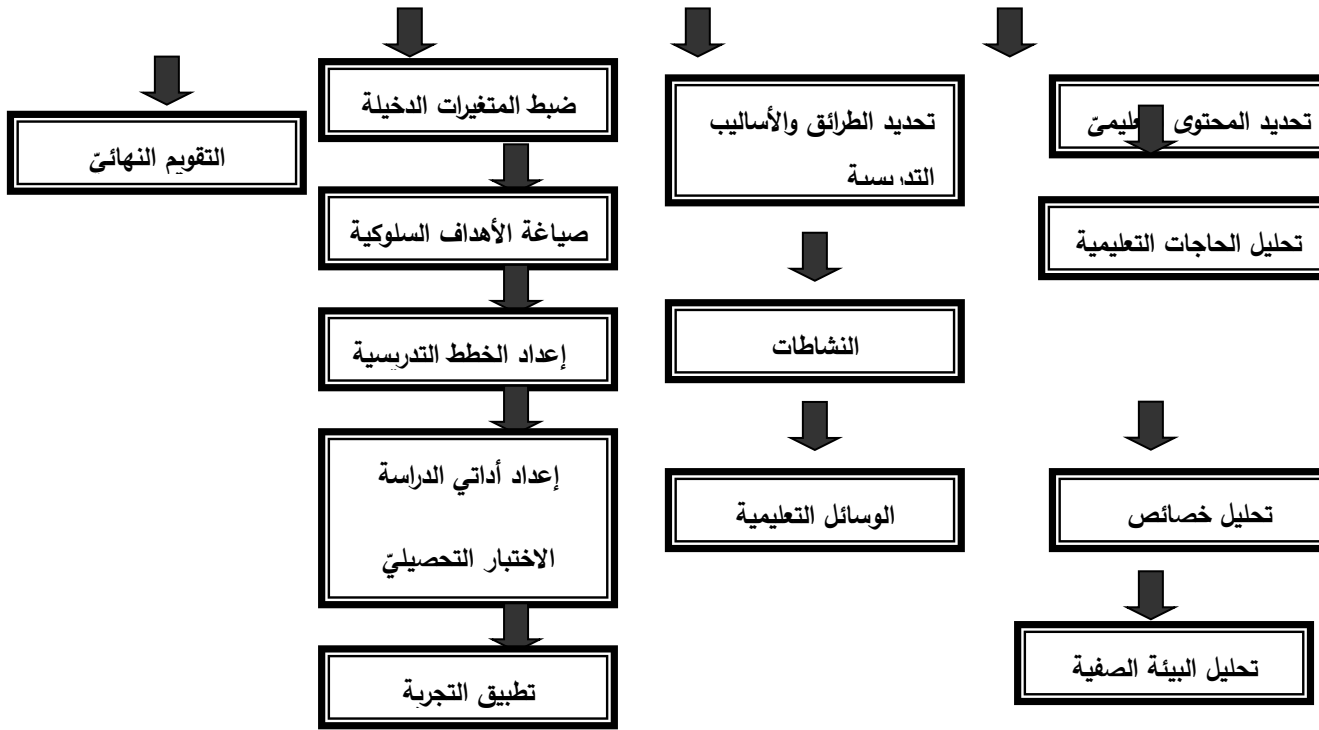 تحديد المحتوى
تحليل الحاجات التعليمية
تحليل خصائص
تحليل البيئة الصفية
تحديد الطرائق والأساليب
التدريسية
النشاطات
الوسائل التعليمية
ضبط المتغيرات الدخيلة
صياغة الأهداف السلوكية
إعداد الخطط التدريسية
إعداد أداتي الدراسة
الاختبار التحصيليّ
تطبيق التجربة
التقويم النهائيّ